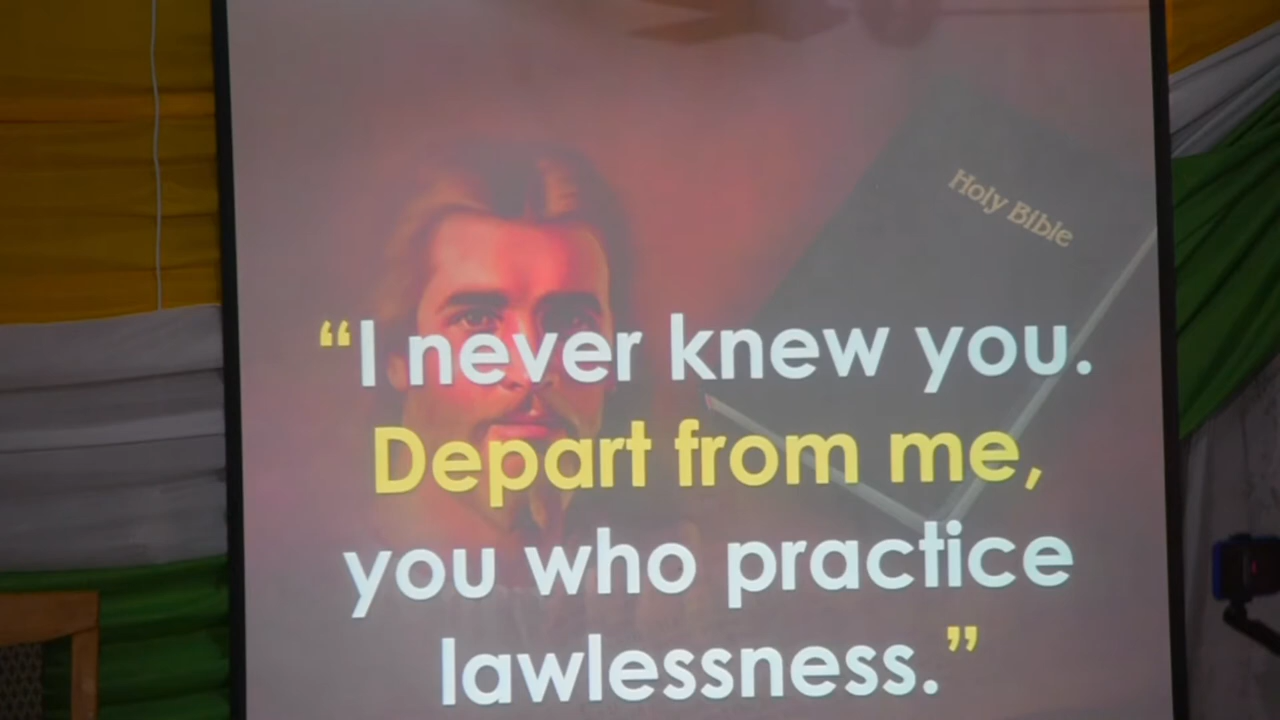 Holy Bible
“I never knew you.
Depart from me,
you who practice
lawlessness.”